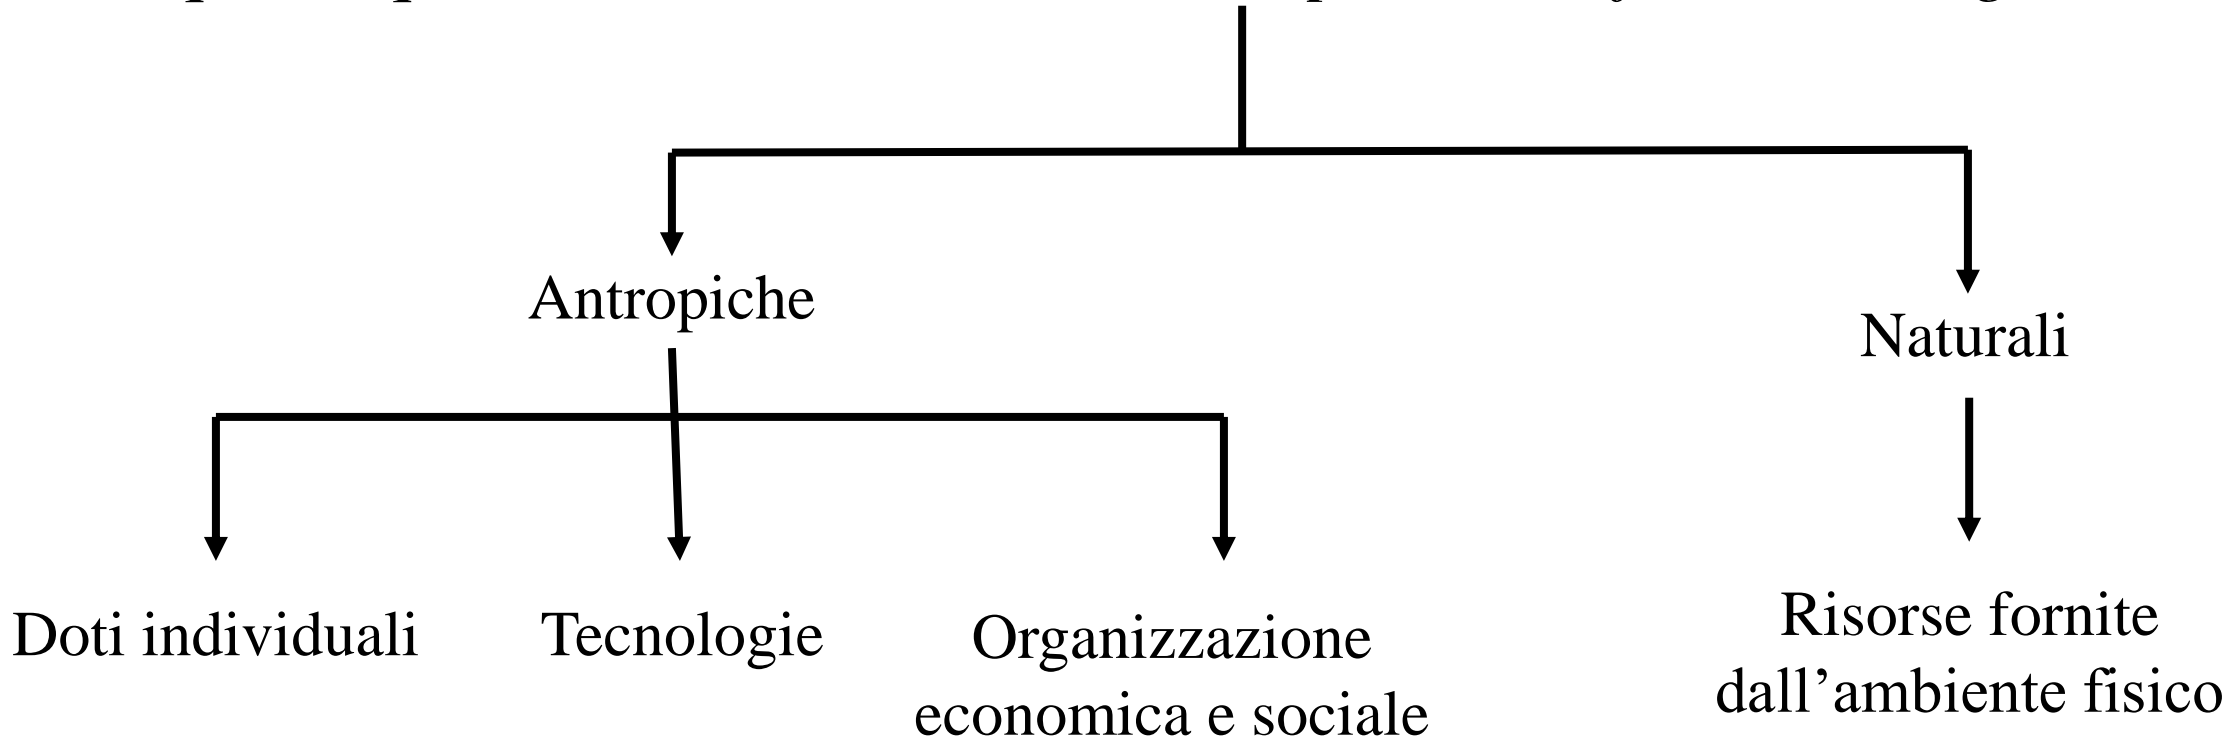 Antropiche
Naturali
Doti individuali
Tecnologie
Organizzazione
economica e sociale
Risorse fornite
dall’ambiente fisico